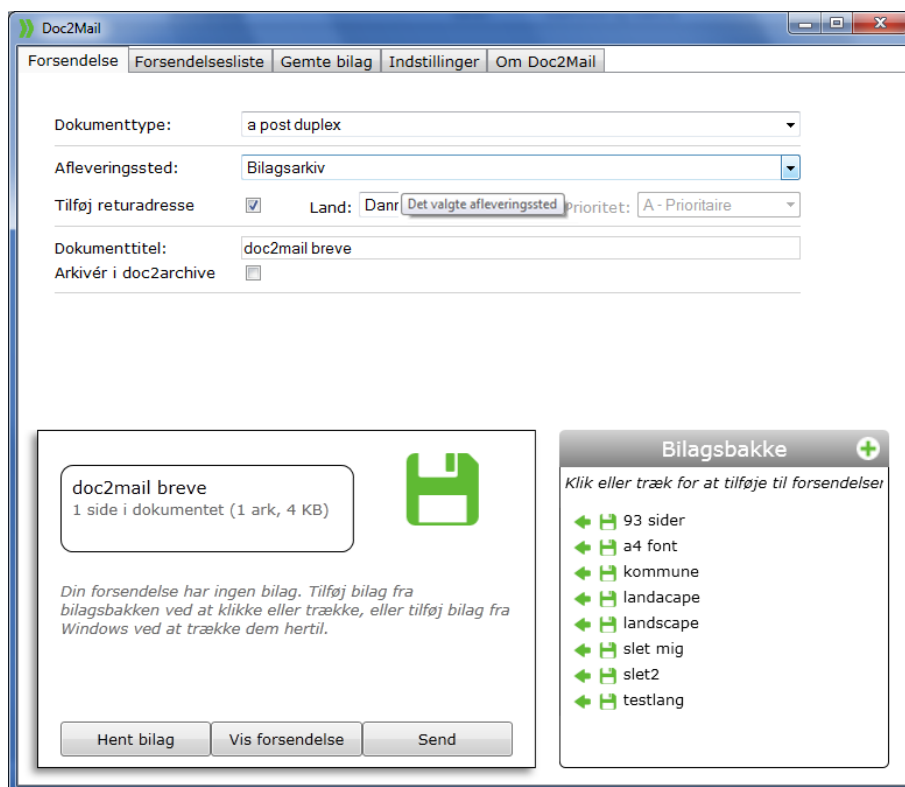 Doc2Mail
Forsendelse Forsendelsesliste Gemte bilag Indstillinger Om Doc2Mail
Dokumenttype: a post duplex
Afleveringssted: Bilagsarkiv
Tilføj returadresse Land: Danr Det valgte afleveringssted Prioritet: A - Prioritaire
Dokumenttitel: doc2mail breve
Arkivér i doc2archive
doc2mail breve
1 side i dokumentet (1 ark, 4 KB)
Din forsendelse har ingen bilag. Tilføj bilag fra
bilagsbakken ved at klikke eller trække, eller tilføj bilag fra
Windows ved at trække dem hertil.
Hent bilag Vis forsendelse Send
Bilagsbakke
Klik eller træk for at tilføje til forsendelser
93 sider
a4 font
kommune
landacape
landscape
slet mig
slet2
testlang